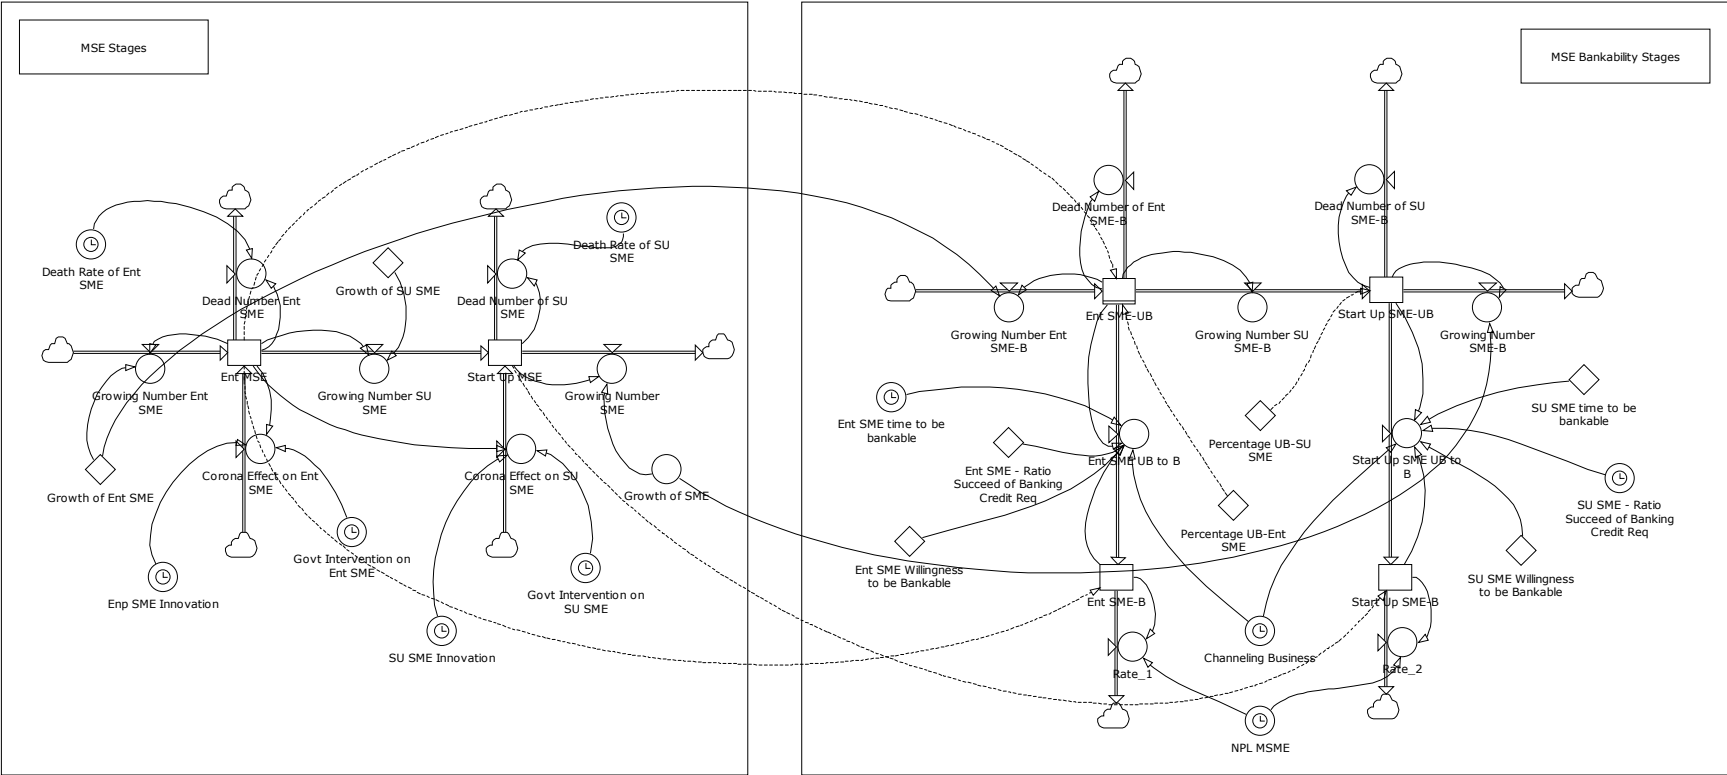 MSE Stages
MSE Bankability Stages
Death Rate of Ent
SME
Dead Number Ent
SME
Growth of SU SME
Death Rate of SU
SME
Dead Number of SU
SME
Ent MSE
Start Up MSE
Growing Number Ent
SME
Growing Number SU
SME
Growing Number
SME
Growth of Ent SME
Corona Effect on Ent
SME
Corona Effect on SU
SME
Growth of SME
Govt Intervention on
Ent SME
Govt Intervention on
SU SME
Enp SME Innovation
SU SME Innovation
Dead Number of Ent
SME-B
Dead Number of SU
SME-B
Ent SME-UB
Start Up SME-UB
Growing Number Ent
SME-B
Growing Number SU
SME-B
Growing Number
SME-B
Ent SME time to be
bankable
SU SME time to be
bankable
Percentage UB-SU
SME
Ent SME UB to B
Start Up SME UB to
B
Ent SME - Ratio
Succeed of Banking
Credit Req
SU SME - Ratio
Succeed of Banking
Credit Req
Percentage UB-Ent
SME
Ent SME Willingness
to be Bankable
SU SME Willingness
to be Bankable
Ent SME-B
Start Up SME-B
Channeling Business
Rate_1
Rate_2
NPL MSME